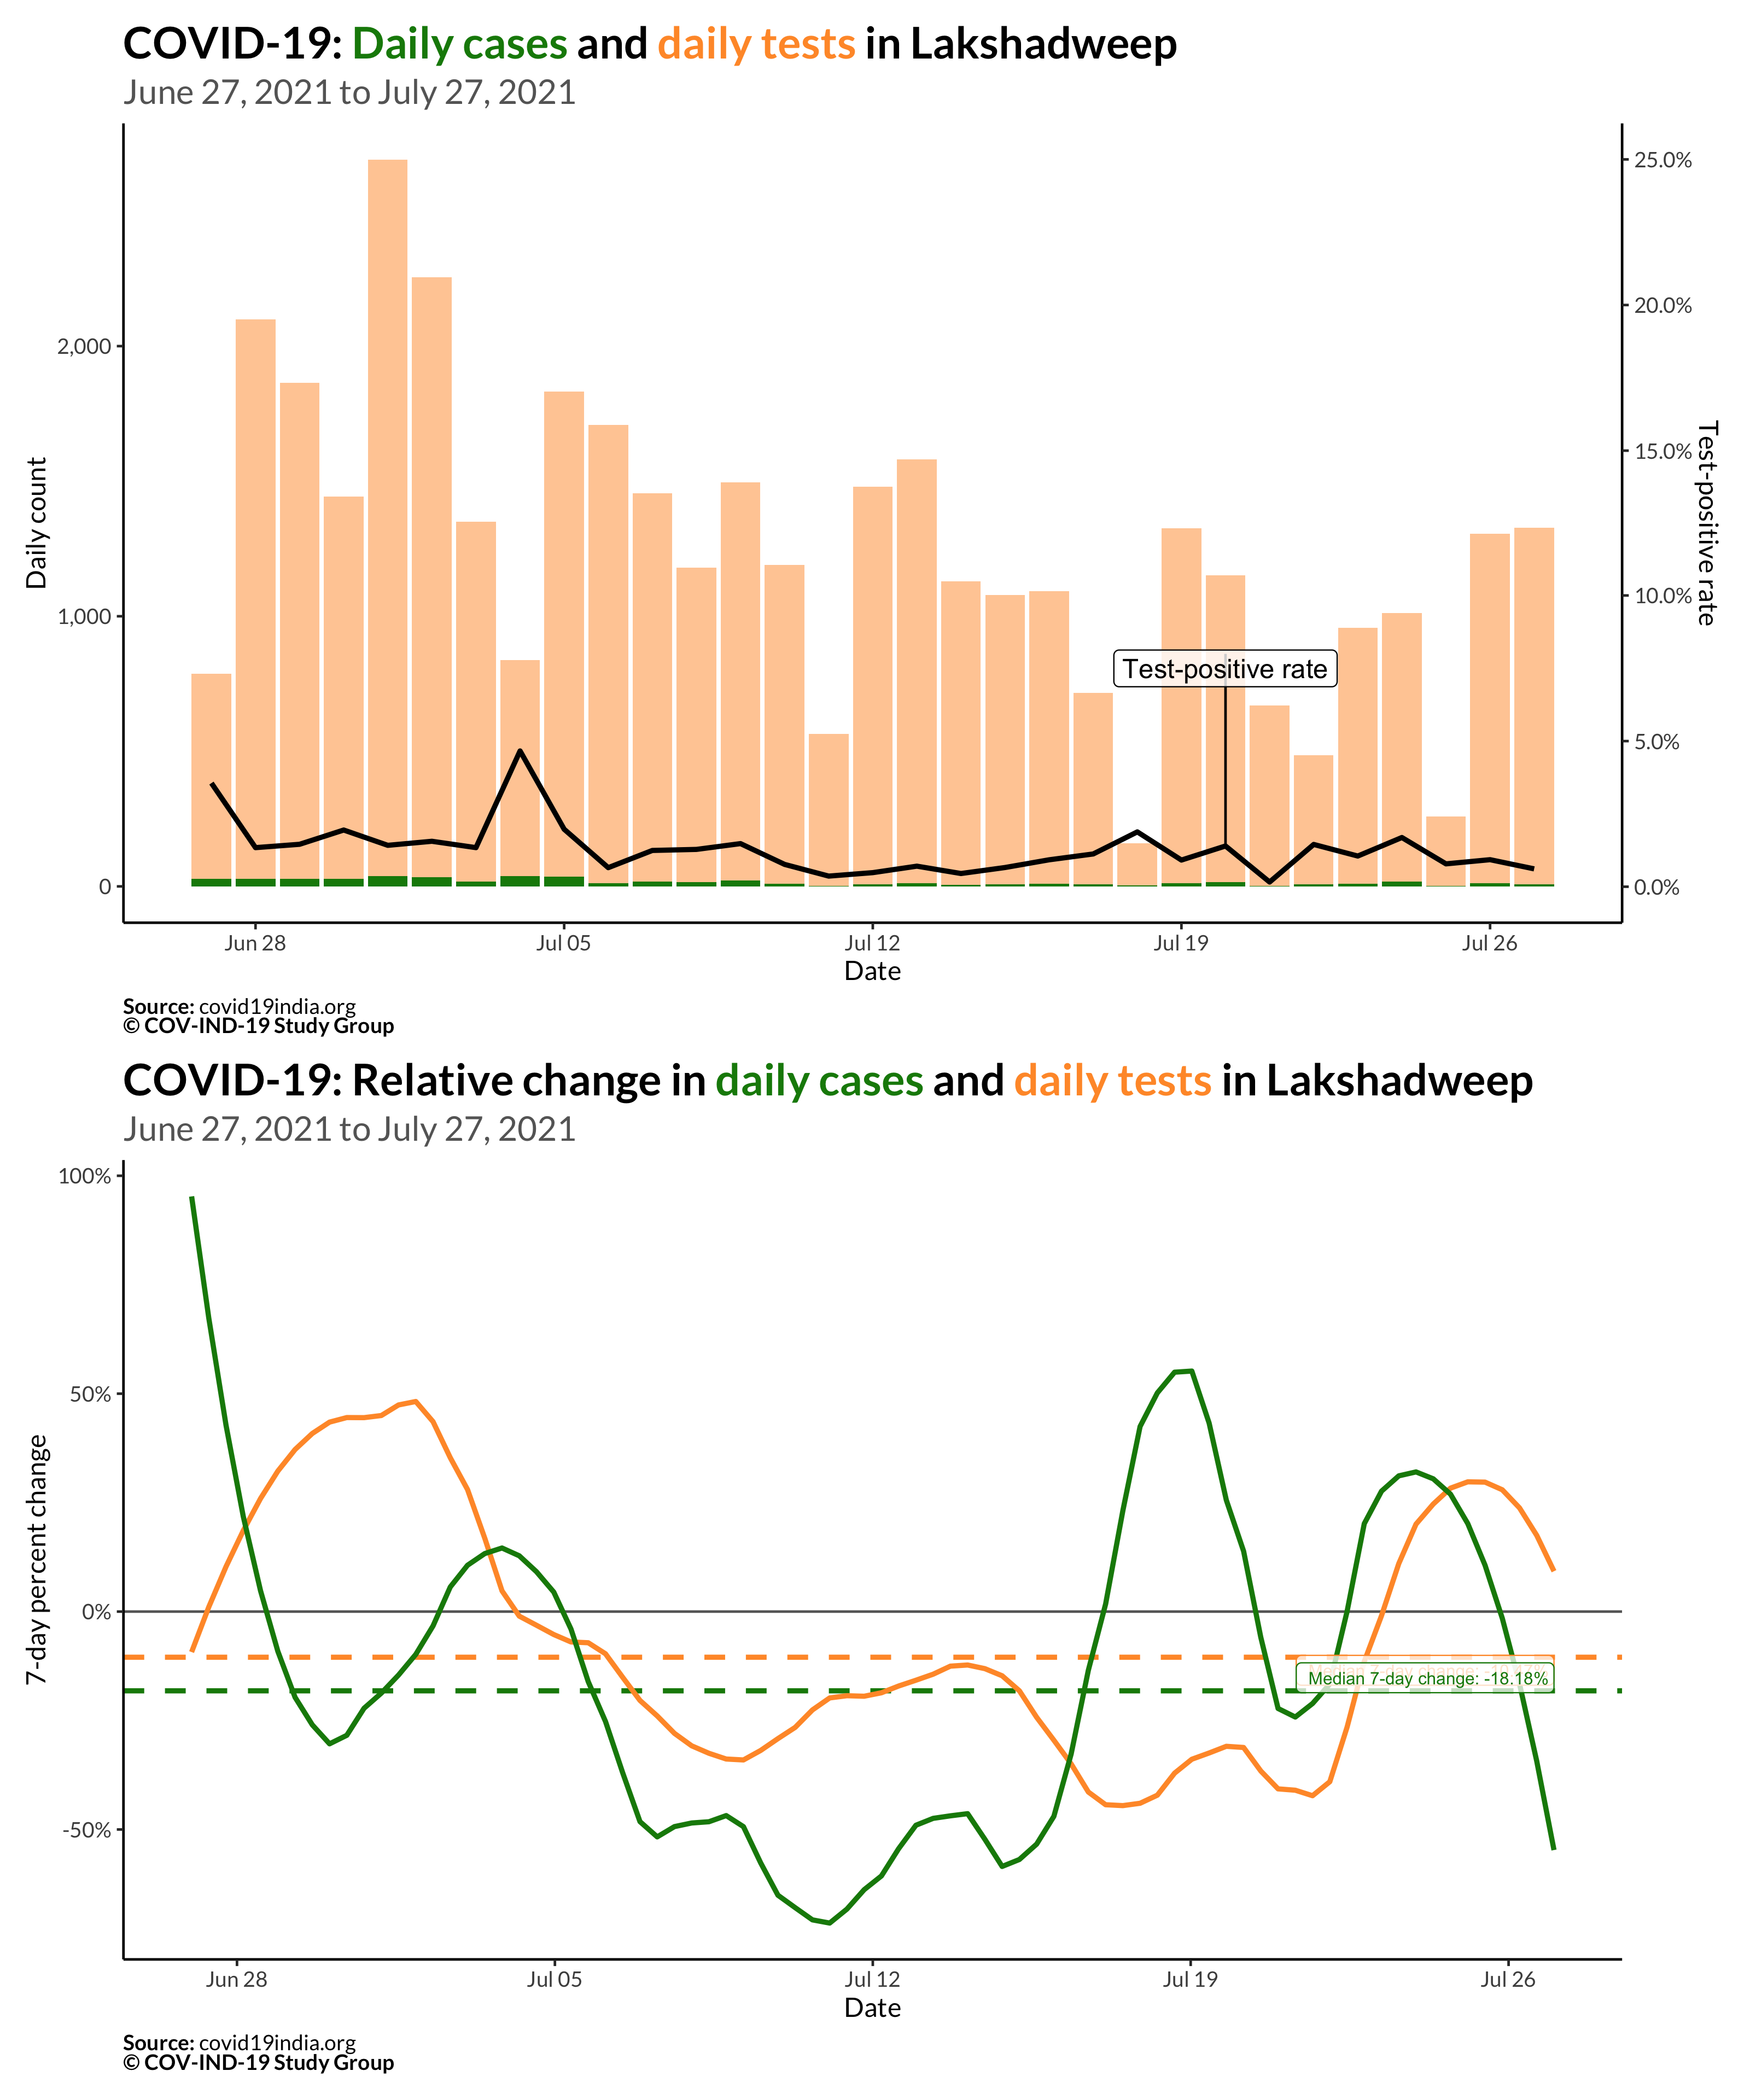 COVID-19: Daily cases and daily tests in Lakshadweep
June 27, 2021 to July 27, 2021
25.0%
20.0%
2,000
15.0%
Daily count
Test-positive rate
1,000
10.0%
Test-positive rate
5.0%
0
0.0%
Jun 28 Jul 05 Jul 12 Jul 19 Jul 26
Date
Source: covid19india.org
© COV-IND-19 Study Group
COVID-19: Relative change in daily cases and daily tests in Lakshadweep
June 27, 2021 to July 27, 2021
100%
50%
7-day percent change
0%
Median 7-day change: -18.18%
-50%
Jun 28 Jul 05 Jul 12 Jul 19 Jul 26
Date
Source: covid19india.org
© COV-IND-19 Study Group